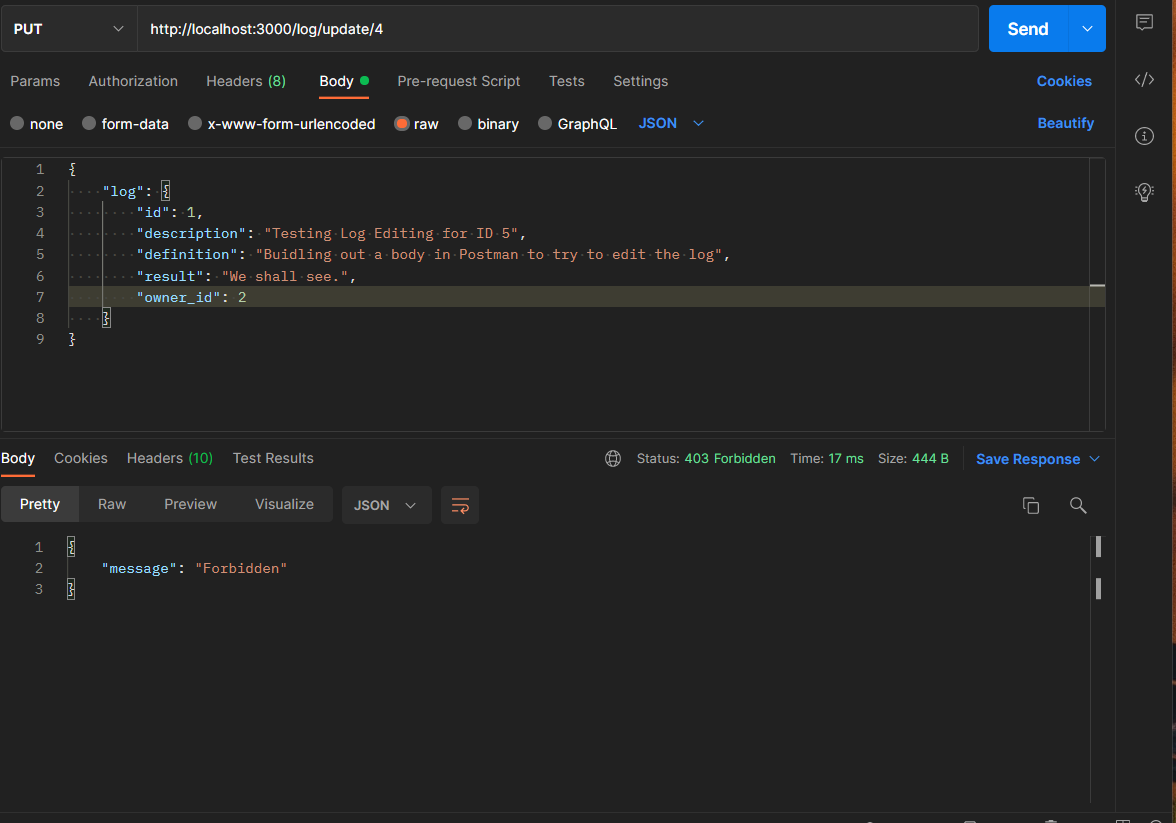 PUT http://localhost:3000/log/update/4 Send
Params Authorization Headers (8) Body Pre-request Script Tests Settings Cookies
none form-data x-www-form-urlencoded raw binary GraphQL JSON Beautify
1 {
2 "log": {
3 "id": 1,
4 "description": "Testing Log Editing for ID 5",
5 "definition": "Buidling out a body in Postman to try to edit the log",
6 "result": "We shall see.",
7 "owner_id": 2
8 }
9 }
Body Cookies Headers (10) Test Results Status: 403 Forbidden Time: 17 ms Size: 444 B Save Response
Pretty Raw Preview Visualize JSON
1 {
2 "message": "Forbidden"
3 }